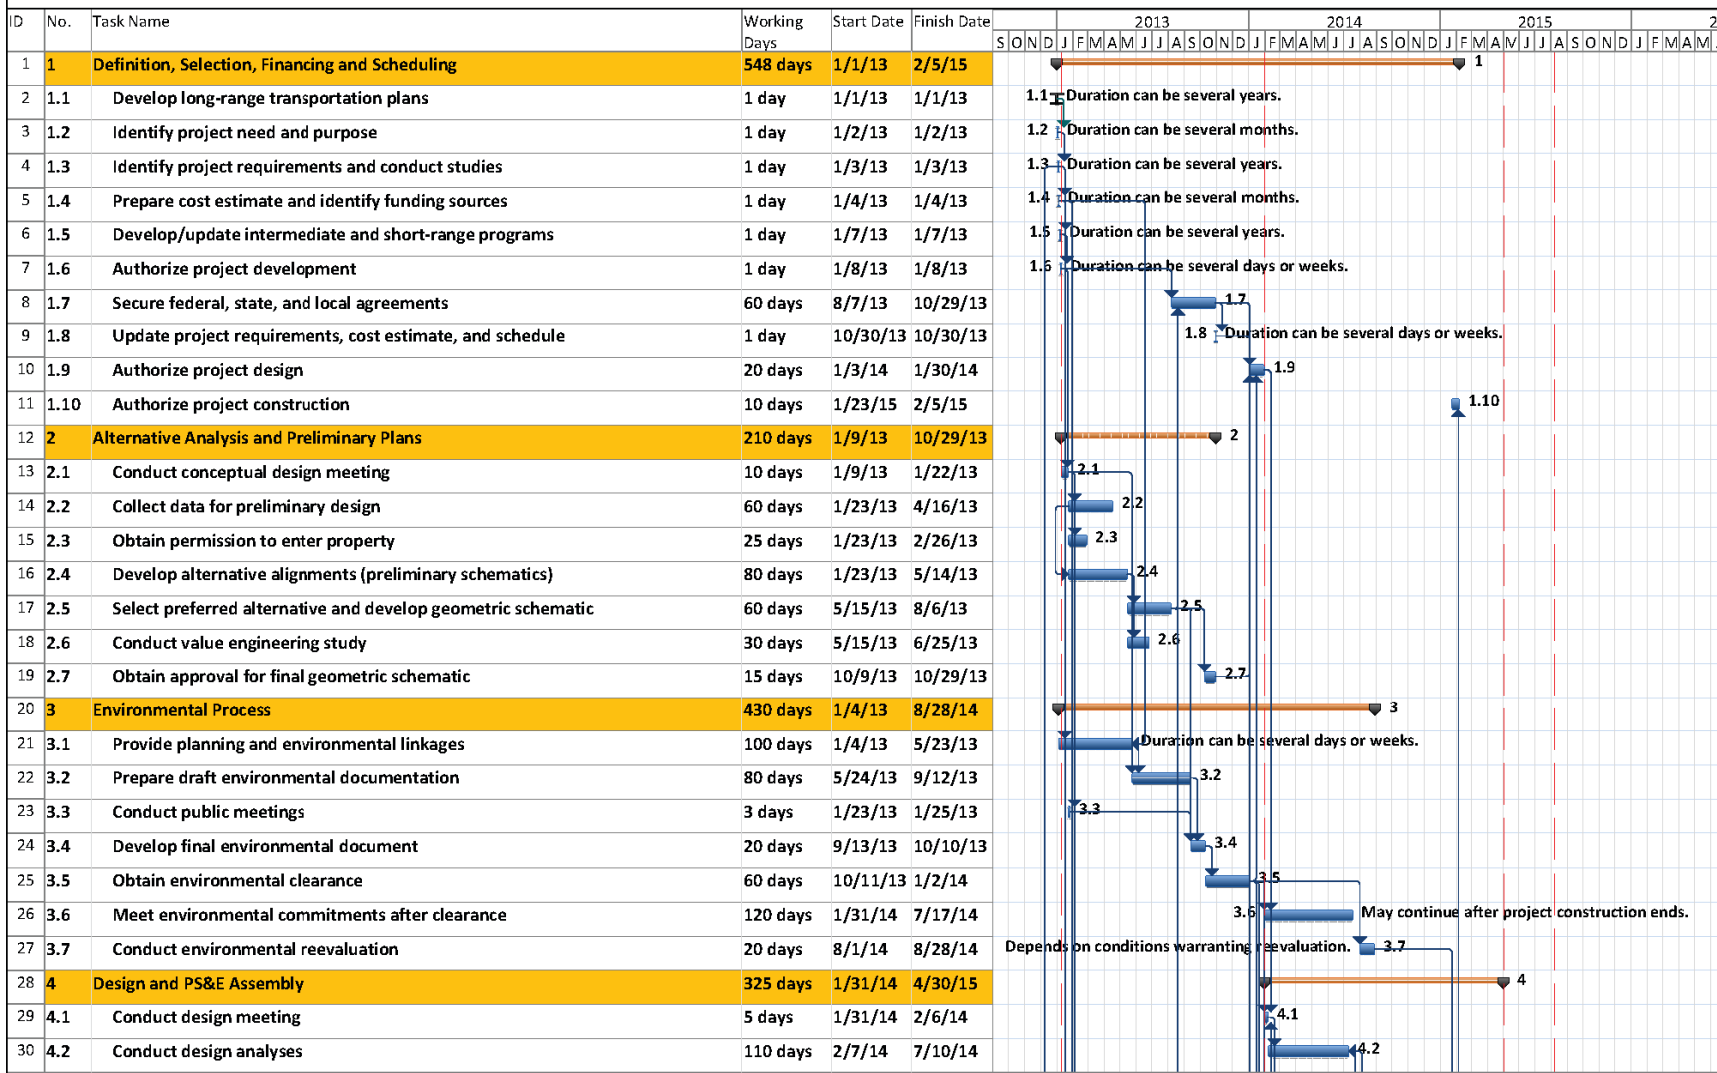 ID No. Task Name Working Days Start Date Finish Date 2013 2014 2015 2
S O N D J F M A M J J A S O N D J F M A M J J A S O N D J F M A M J J A S O N D J F M A M
1 1 Definition, Selection, Financing and Scheduling 548 days 1/1/13 2/5/15 1
2 1.1 Develop long-range transportation plans 1 day 1/1/13 1/1/13 1.1 Duration can be several years.
3 1.2 Identify project need and purpose 1 day 1/2/13 1/2/13 1.2 Duration can be several months.
4 1.3 Identify project requirements and conduct studies 1 day 1/3/13 1/3/13 1.3 Duration can be several years.
5 1.4 Prepare cost estimate and identify funding sources 1 day 1/4/13 1/4/13 1.4 Duration can be several months.
6 1.5 Develop/update intermediate and short-range programs 1 day 1/7/13 1/7/13 1.5 Duration can be several years.
7 1.6 Authorize project development 1 day 1/8/13 1/8/13 1.6 Duration can be several days or weeks.
8 1.7 Secure federal, state, and local agreements 60 days 8/7/13 10/29/13 1.7
9 1.8 Update project requirements, cost estimate, and schedule 1 day 10/30/13 10/30/13 1.8 Duration can be several days or weeks.
10 1.9 Authorize project design 20 days 1/3/14 1/30/14 1.9
11 1.10 Authorize project construction 10 days 1/23/15 2/5/15 1.10
12 2 Alternative Analysis and Preliminary Plans 210 days 1/9/13 10/29/13 2
13 2.1 Conduct conceptual design meeting 10 days 1/9/13 1/22/13 2.1
14 2.2 Collect data for preliminary design 60 days 1/23/13 4/16/13 2.2
15 2.3 Obtain permission to enter property 25 days 1/23/13 2/26/13 2.3
16 2.4 Develop alternative alignments (preliminary schematics) 80 days 1/23/13 5/14/13 2.4
17 2.5 Select preferred alternative and develop geometric schematic 60 days 5/15/13 8/6/13 2.5
18 2.6 Conduct value engineering study 30 days 5/15/13 6/25/13 2.6
19 2.7 Obtain approval for final geometric schematic 15 days 10/9/13 10/29/13 2.7
20 3 Environmental Process 430 days 1/4/13 8/28/14 3
21 3.1 Provide planning and environmental linkages 100 days 1/4/13 5/23/13 Duration can be several days or weeks.
22 3.2 Prepare draft environmental documentation 80 days 5/24/13 9/12/13 3.2
23 3.3 Conduct public meetings 3 days 1/23/13 1/25/13 3.3
24 3.4 Develop final environmental document 20 days 9/13/13 10/10/13 3.4
25 3.5 Obtain environmental clearance 60 days 10/11/13 1/2/14 3.5
26 3.6 Meet environmental commitments after clearance 120 days 1/31/14 7/17/14 3.6 May continue after project construction ends.
27 3.7 Conduct environmental reevaluation 20 days 8/1/14 8/28/14 Depends on conditions warranting reevaluation. 3.7
28 4 Design and PS&E Assembly 325 days 1/31/14 4/30/15 4
29 4.1 Conduct design meeting 5 days 1/31/14 2/6/14 4.1
30 4.2 Conduct design analyses 110 days 2/7/14 7/10/14 4.2